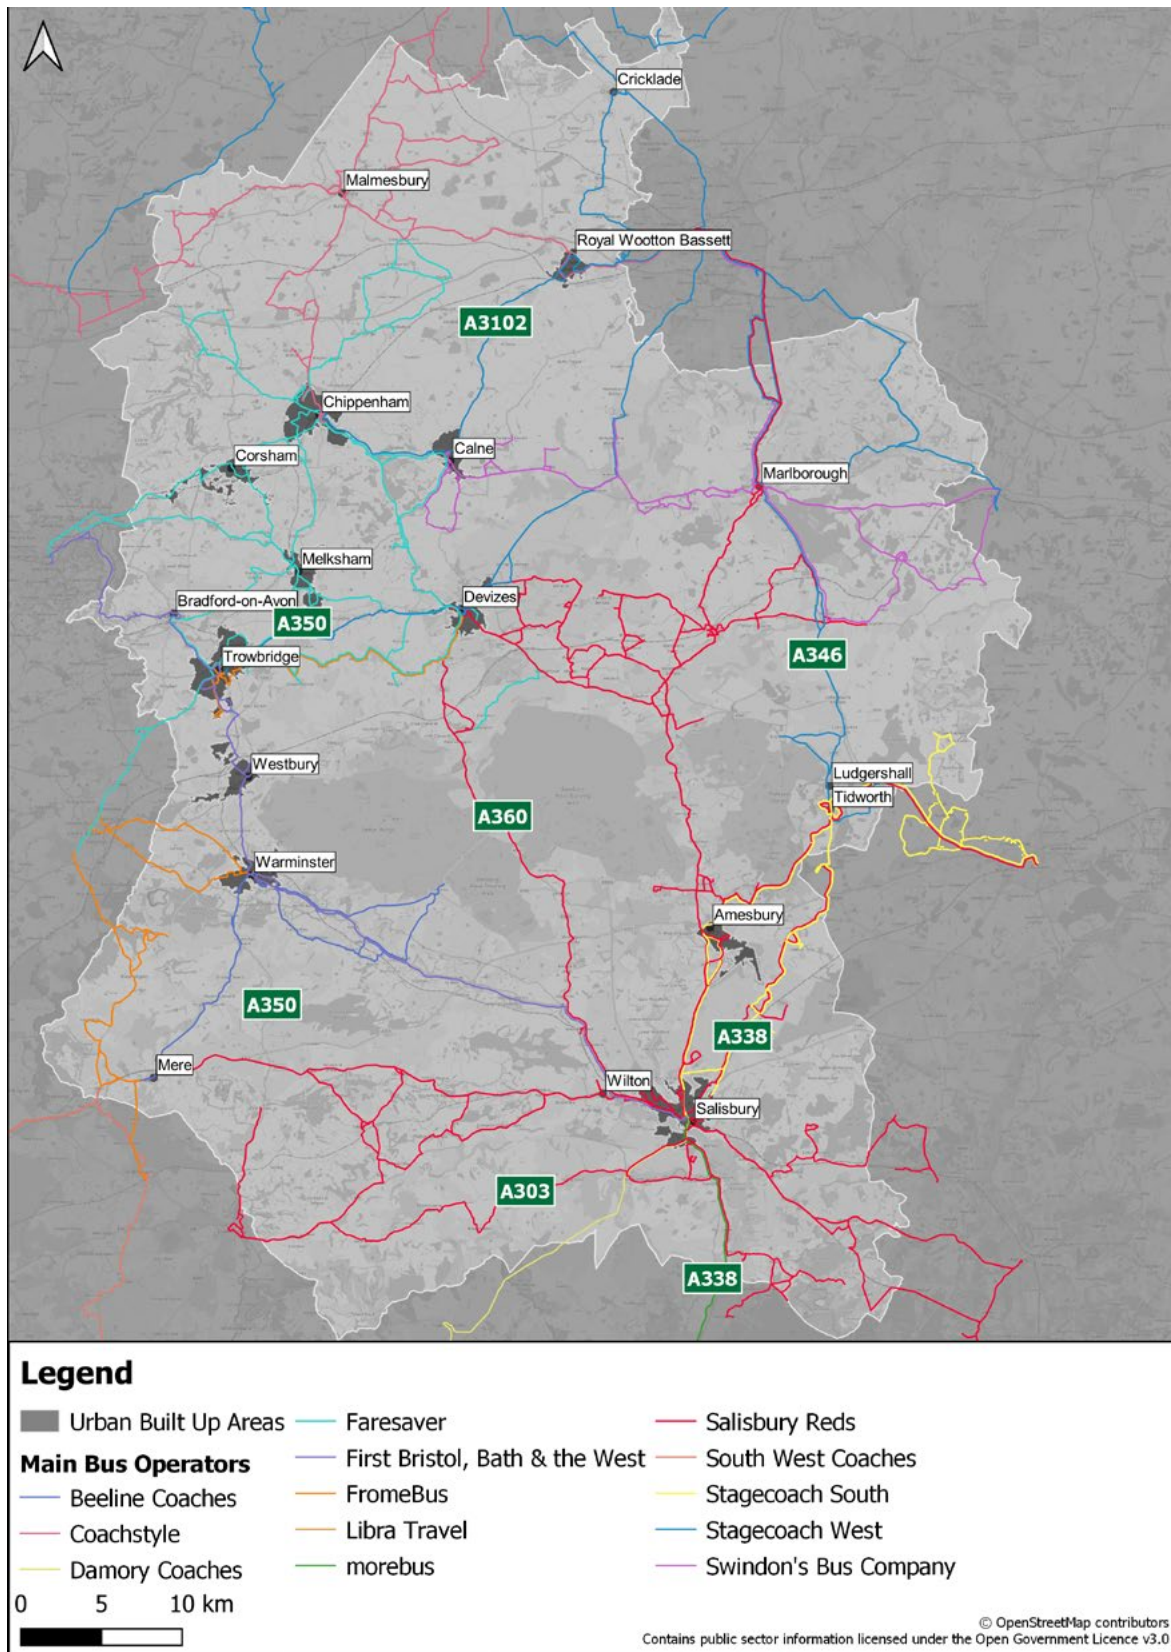 Cricklade
Malmesbury
Royal Wootton Bassett
A3102
Chippenham
Calne
Corsham
Marlborough
Melksham
Bradford-on-Avon
Devizes
A350
Trowbridge
A346
Westbury
Ludgershall
Tidworth
A360
Warminster
Amesbury
A350
A338
Mere
Wilton
Salisbury
A303
A338
Legend
Urban Built Up Areas
Main Bus Operators
Beeline Coaches
Coachstyle
Damory Coaches
Faresaver
First Bristol, Bath & the West
FromeBus
Libra Travel
morebus
Salisbury Reds
South West Coaches
Stagecoach South
Stagecoach West
Swindon's Bus Company
0 5 10 km
© OpenStreetMap contributors
Contains public sector information licensed under the Open Government Licence v3.0